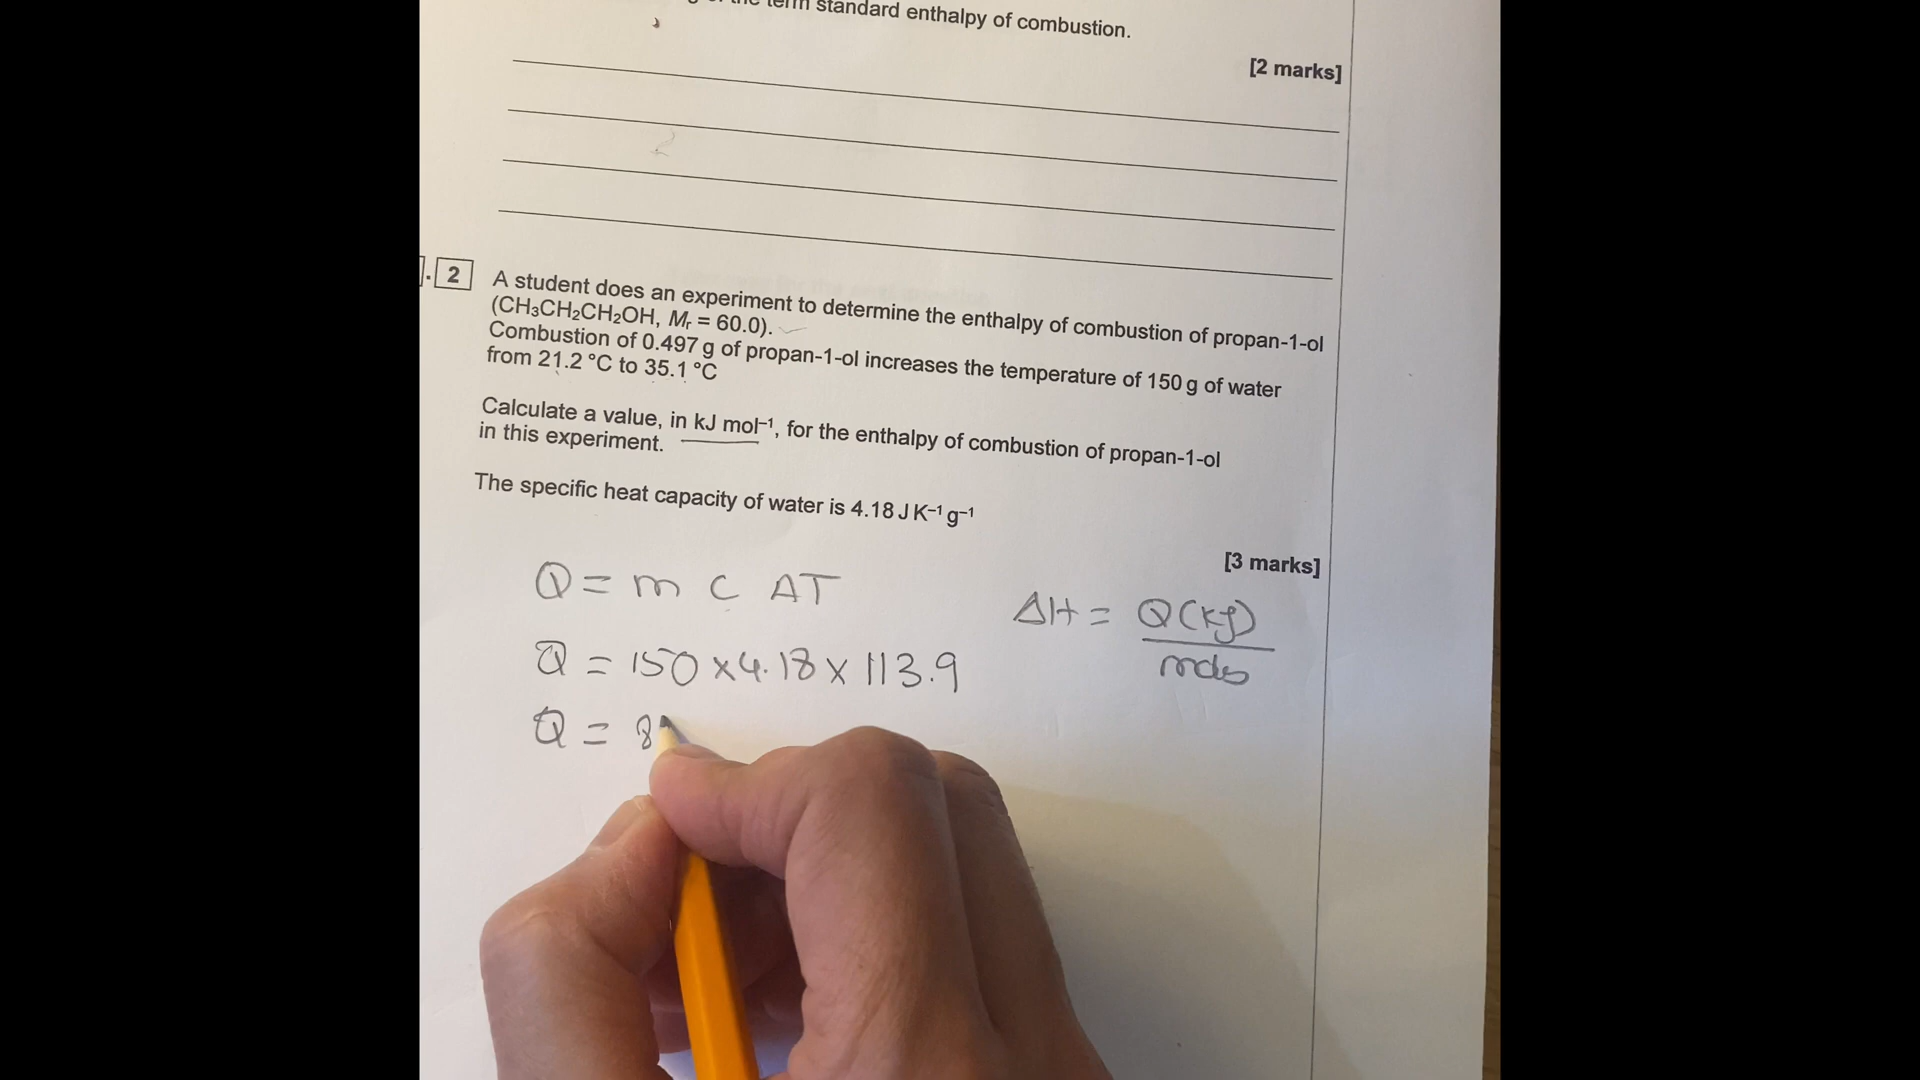 the term standard enthalpy of combustion.
[2 marks]
. 2 A student does an experiment to determine the enthalpy of combustion of propan-1-ol
(CH₃CH₂CH₂OH, Mᵣ = 60.0).
Combustion of 0.497 g of propan-1-ol increases the temperature of 150 g of water
from 21.2 °C to 35.1 °C
Calculate a value, in kJ mol⁻¹, for the enthalpy of combustion of propan-1-ol
in this experiment.
The specific heat capacity of water is 4.18 J K⁻¹ g⁻¹
[3 marks]
Q = m C ΔT
ΔH = Q(kJ)
moles
Q = 150 x 4.18 x 113.9
Q = 8